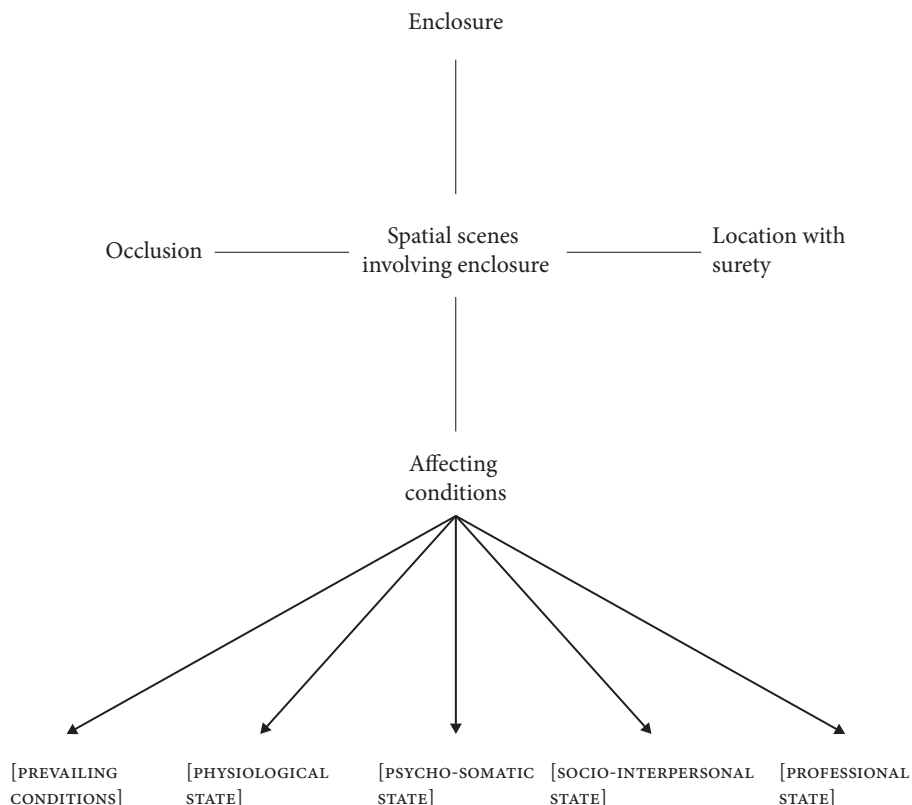 Enclosure
Occlusion
Spatial scenes
involving enclosure
Location with
surety
Affecting
conditions
[PREVAILING
CONDITIONS]
[PHYSIOLOGICAL
STATE]
[PSYCHO-SOMATIC
STATE]
[SOCIO-INTERPERSONAL
STATE]
[PROFESSIONAL
STATE]